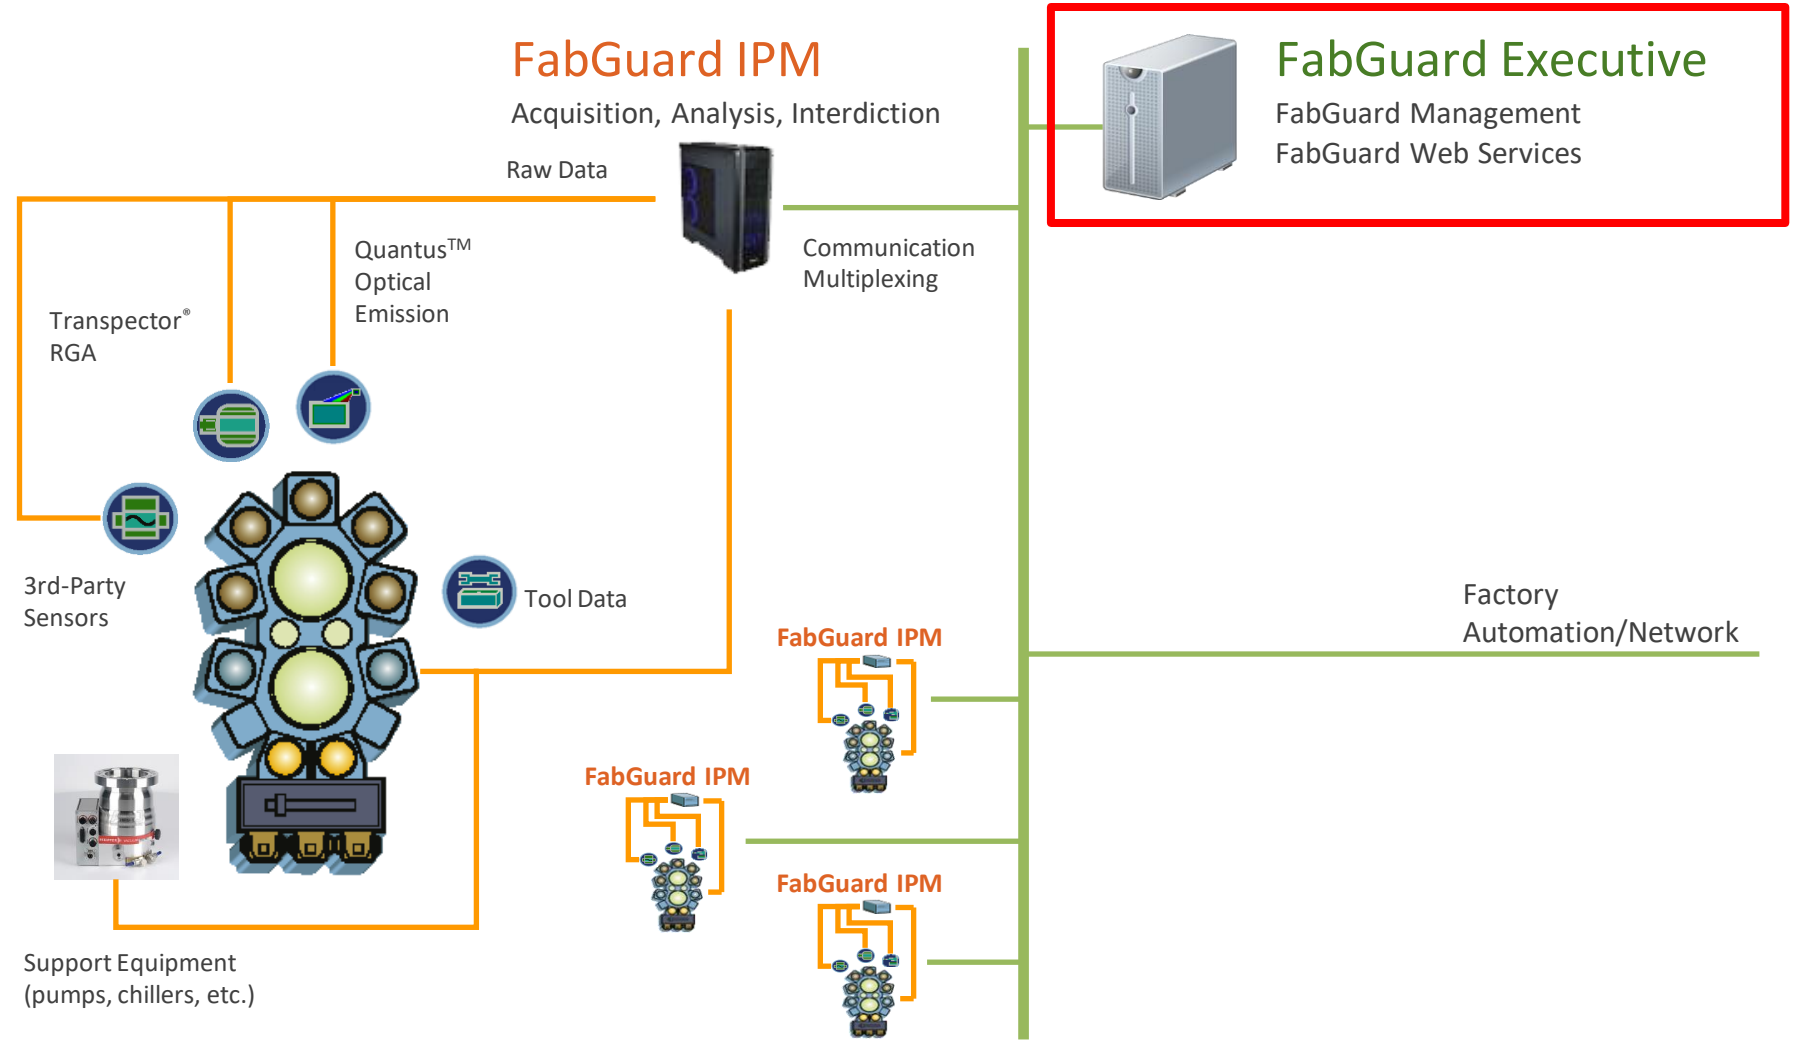 FabGuard IPM
Acquisition, Analysis, Interdiction
FabGuard Executive
FabGuard Management
FabGuard Web Services
Raw Data
Communication
Multiplexing
Quantus™
Optical
Emission
Transpector®
RGA
3rd-Party
Sensors
Tool Data
Factory
Automation/Network
FabGuard IPM
FabGuard IPM
FabGuard IPM
Support Equipment
(pumps, chillers, etc.)